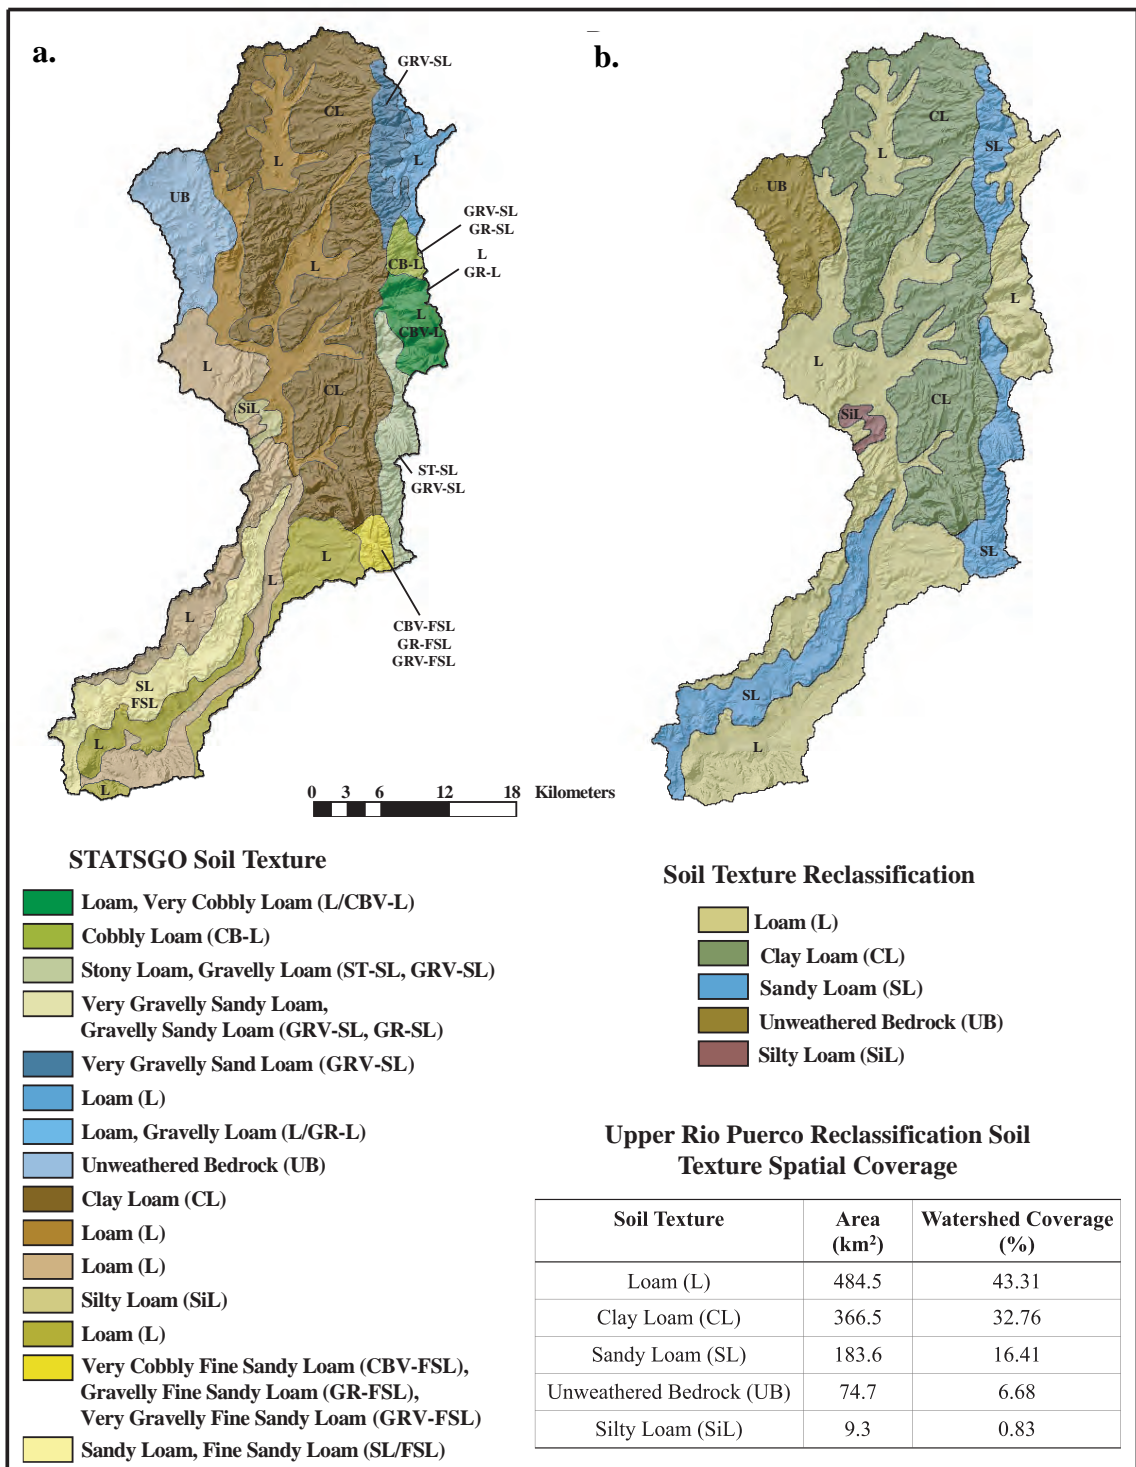 a.
GRV-SL
CL
L
L
UB
GRV-SL
GR-SL
L
GR-L
L
CB-L
L
CBV-L
L
CL
SiL
ST-SL
GRV-SL
L
L
L
CBV-FSL
GR-FSL
GRV-FSL
SL
FSL
L
L
0 3 6 12 18 Kilometers
b.
CL
SL
L
UB
L
L
CL
SiL
SL
SL
L
STATSGO Soil Texture
Loam, Very Cobbly Loam (L/CBV-L)
Cobbly Loam (CB-L)
Stony Loam, Gravelly Loam (ST-SL, GRV-SL)
Very Gravelly Sandy Loam,
Gravelly Sandy Loam (GRV-SL, GR-SL)
Very Gravelly Sand Loam (GRV-SL)
Loam (L)
Loam, Gravelly Loam (L/GR-L)
Unweathered Bedrock (UB)
Clay Loam (CL)
Loam (L)
Loam (L)
Silty Loam (SiL)
Loam (L)
Very Cobbly Fine Sandy Loam (CBV-FSL),
Gravelly Fine Sandy Loam (GR-FSL),
Very Gravelly Fine Sandy Loam (GRV-FSL)
Sandy Loam, Fine Sandy Loam (SL/FSL)
Soil Texture Reclassification
Loam (L)
Clay Loam (CL)
Sandy Loam (SL)
Unweathered Bedrock (UB)
Silty Loam (SiL)
Upper Rio Puerco Reclassification Soil
Texture Spatial Coverage
Soil Texture Area (km²) Watershed Coverage (%)
Loam (L) 484.5 43.31
Clay Loam (CL) 366.5 32.76
Sandy Loam (SL) 183.6 16.41
Unweathered Bedrock (UB) 74.7 6.68
Silty Loam (SiL) 9.3 0.83